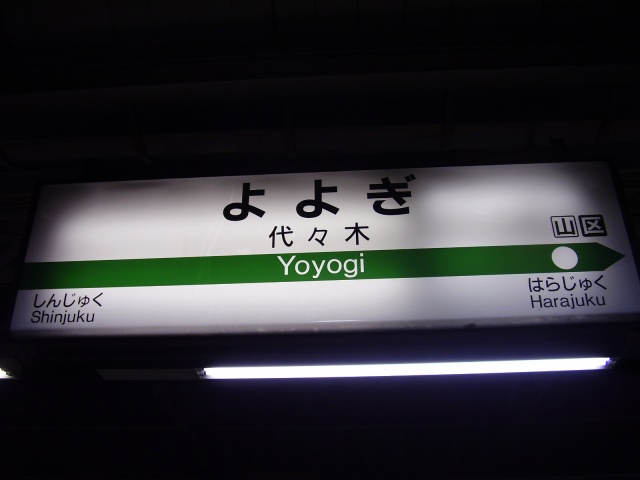 よよぎ
代々木
山区
Yoyogi
しんじゅく
Shinjuku
はらじゅく
Harajuku